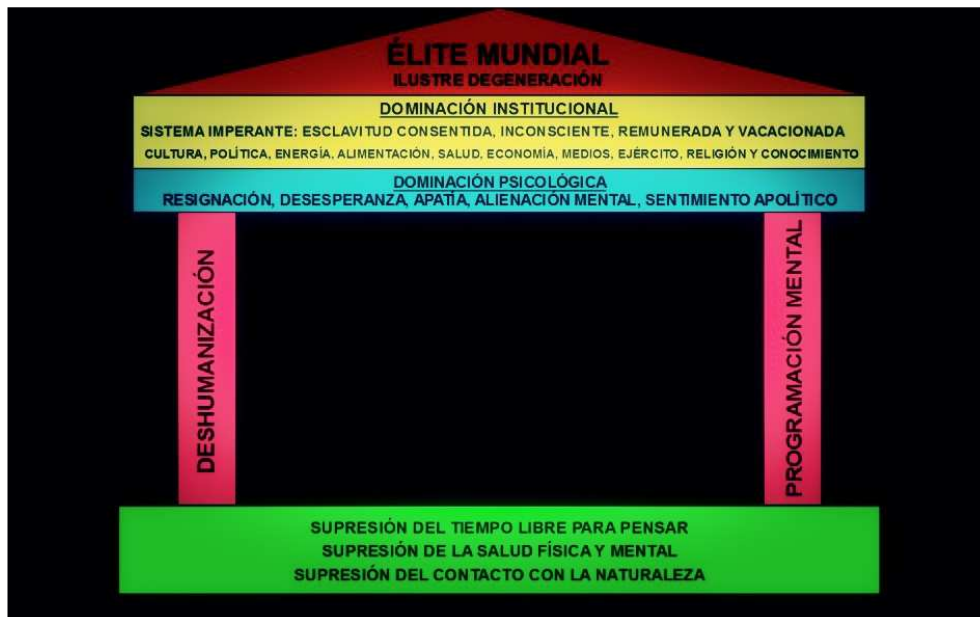 ÉLITE MUNDIAL
ILUSTRE DEGENERACIÓN
DOMINACIÓN INSTITUCIONAL
SISTEMA IMPERANTE: ESCLAVITUD CONSENTIDA, INCONSCIENTE, REMUNERADA Y VACACIONADA
CULTURA, POLÍTICA, ENERGÍA, ALIMENTACIÓN, SALUD, ECONOMÍA, MEDIOS, EJÉRCITO, RELIGIÓN Y CONOCIMIENTO
DOMINACIÓN PSICOLÓGICA
RESIGNACIÓN, DESESPERANZA, APATÍA, ALIENACIÓN MENTAL, SENTIMIENTO APOLÍTICO
DESHUMANIZACIÓN
PROGRAMACIÓN MENTAL
SUPRESIÓN DEL TIEMPO LIBRE PARA PENSAR
SUPRESIÓN DE LA SALUD FÍSICA Y MENTAL
SUPRESIÓN DEL CONTACTO CON LA NATURALEZA